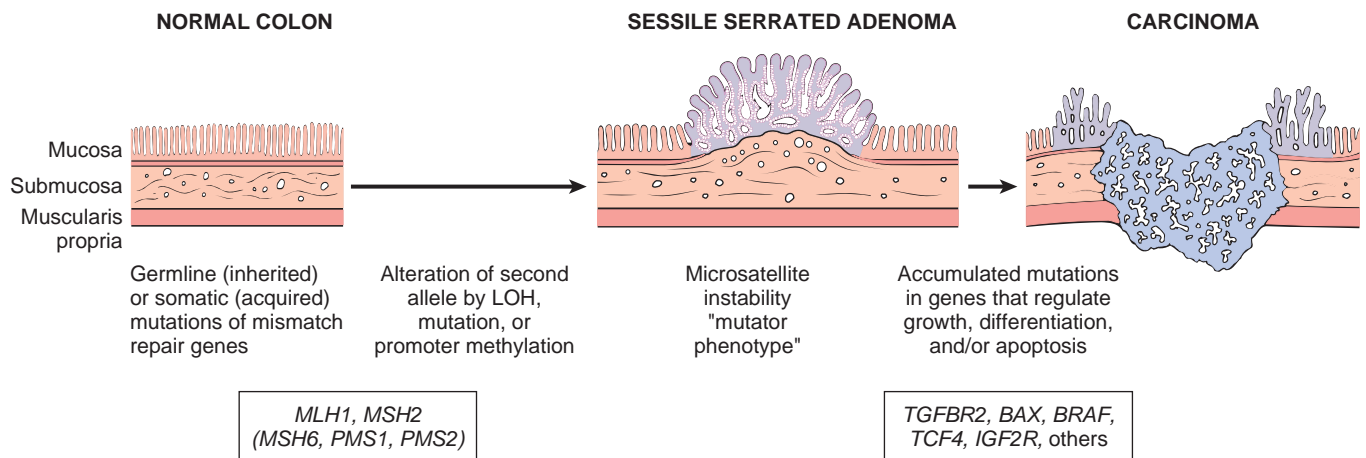 NORMAL COLON
SESSILE SERRATED ADENOMA
CARCINOMA
Mucosa
Submucosa
Muscularis
propria
Germline (inherited)
or somatic (acquired)
mutations of mismatch
repair genes
Alteration of second
allele by LOH,
mutation, or
promoter methylation
Microsatellite
instability
"mutator
phenotype"
Accumulated mutations
in genes that regulate
growth, differentiation,
and/or apoptosis
MLH1, MSH2
(MSH6, PMS1, PMS2)
TGFBR2, BAX, BRAF,
TCF4, IGF2R, others